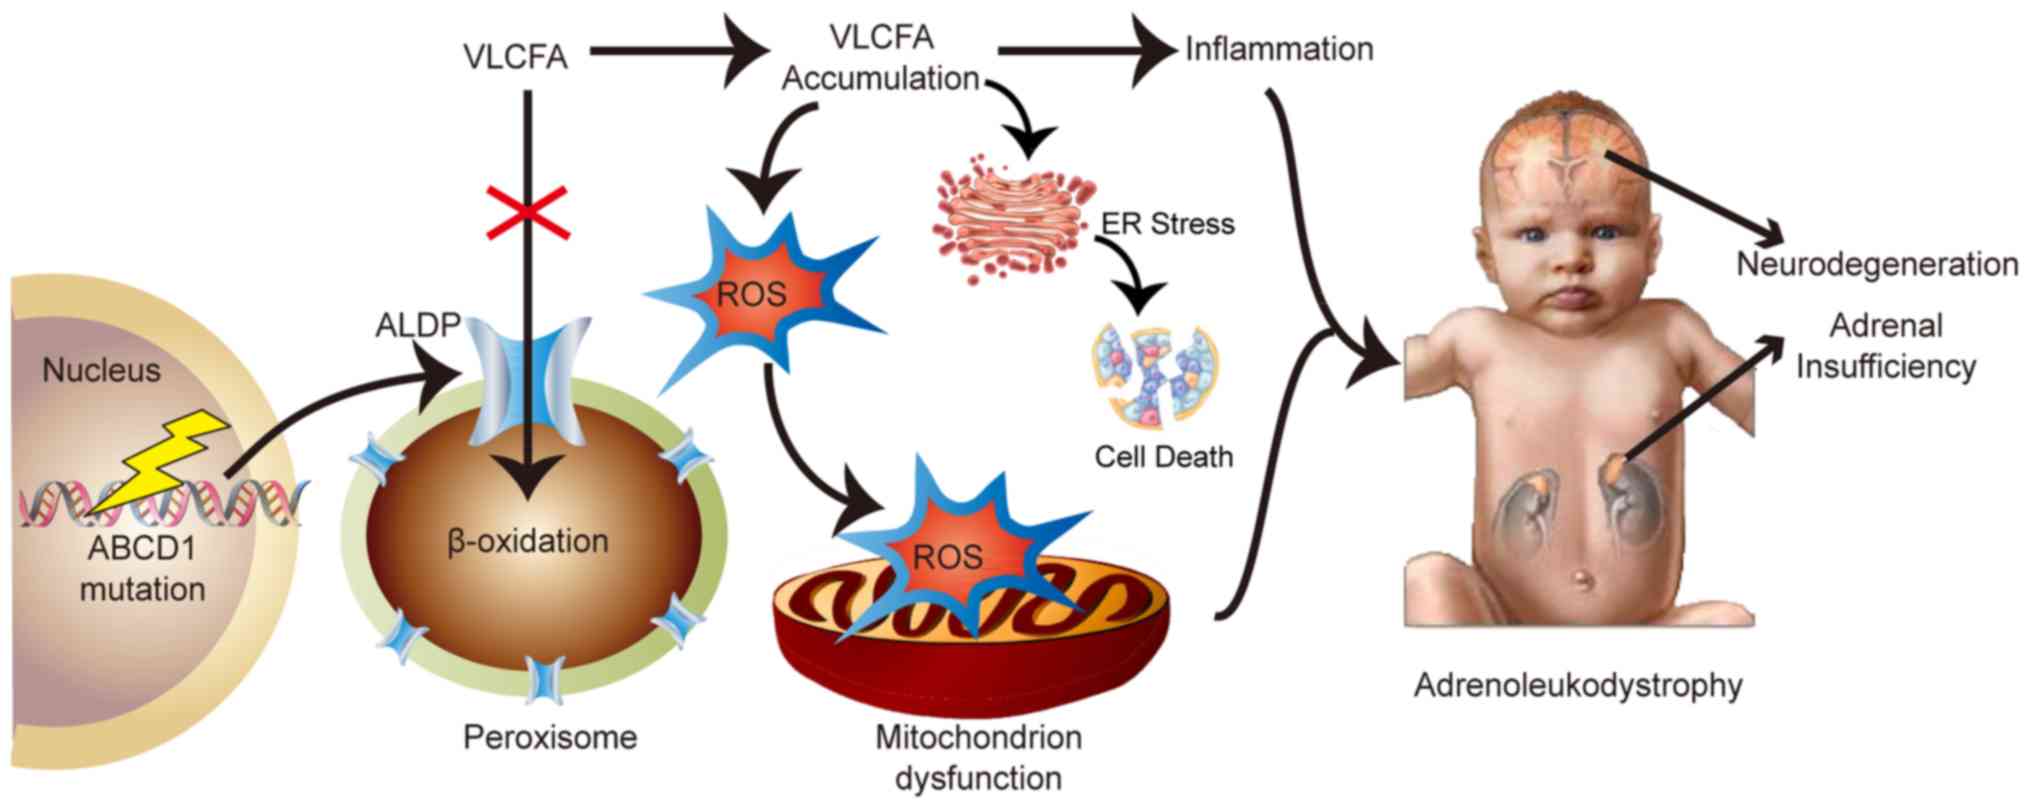 VLCFA
VLCFA
Accumulation
Inflammation
ROS
ER Stress
Neurodegeneration
ALDP
Adrenal
Insufficiency
Nucleus
Cell Death
ABCD1
mutation
β-oxidation
ROS
Adrenoleukodystrophy
Peroxisome
Mitochondrion
dysfunction